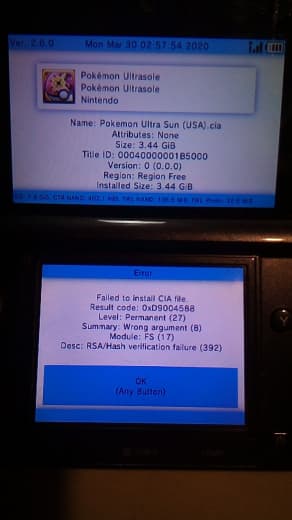 Ver. 2.6.0
Mon Mar 30 02:57:54 2020
Pokémon Ultrasole
Pokémon Ultrasole
Nintendo
Name: Pokemon Ultra Sun (USA).cia
Attributes: None
Size: 3.44 GiB
Title ID: 00040000001B5000
Version: 0 (0.0.0)
Region: Region Free
Installed Size: 3.44 GiB
Error
Failed to install CIA file.
Result code: 0xD9004588
Level: Permanent (27)
Summary: Wrong argument (8)
Module: FS (17)
Desc: RSA/Hash verification failure (392)
OK
(Any Button)